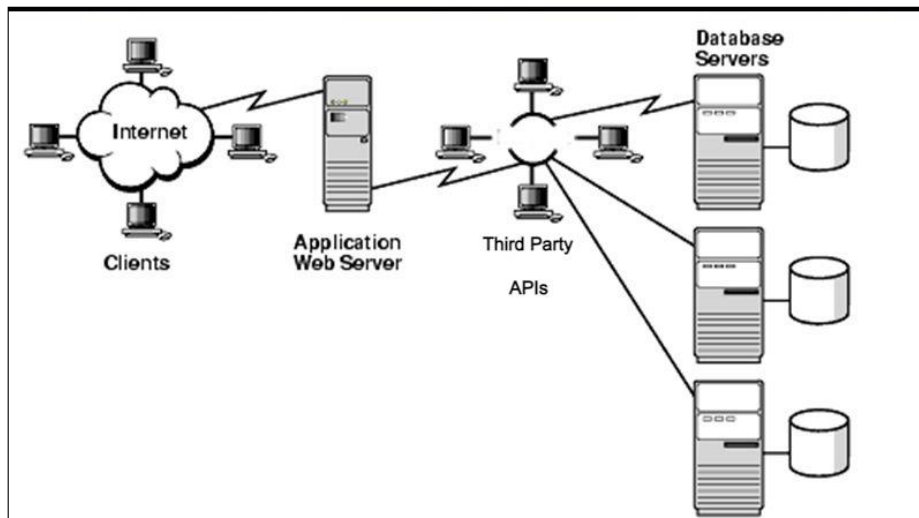 Internet
Clients
Application
Web Server
Third Party
APIs
Database
Servers